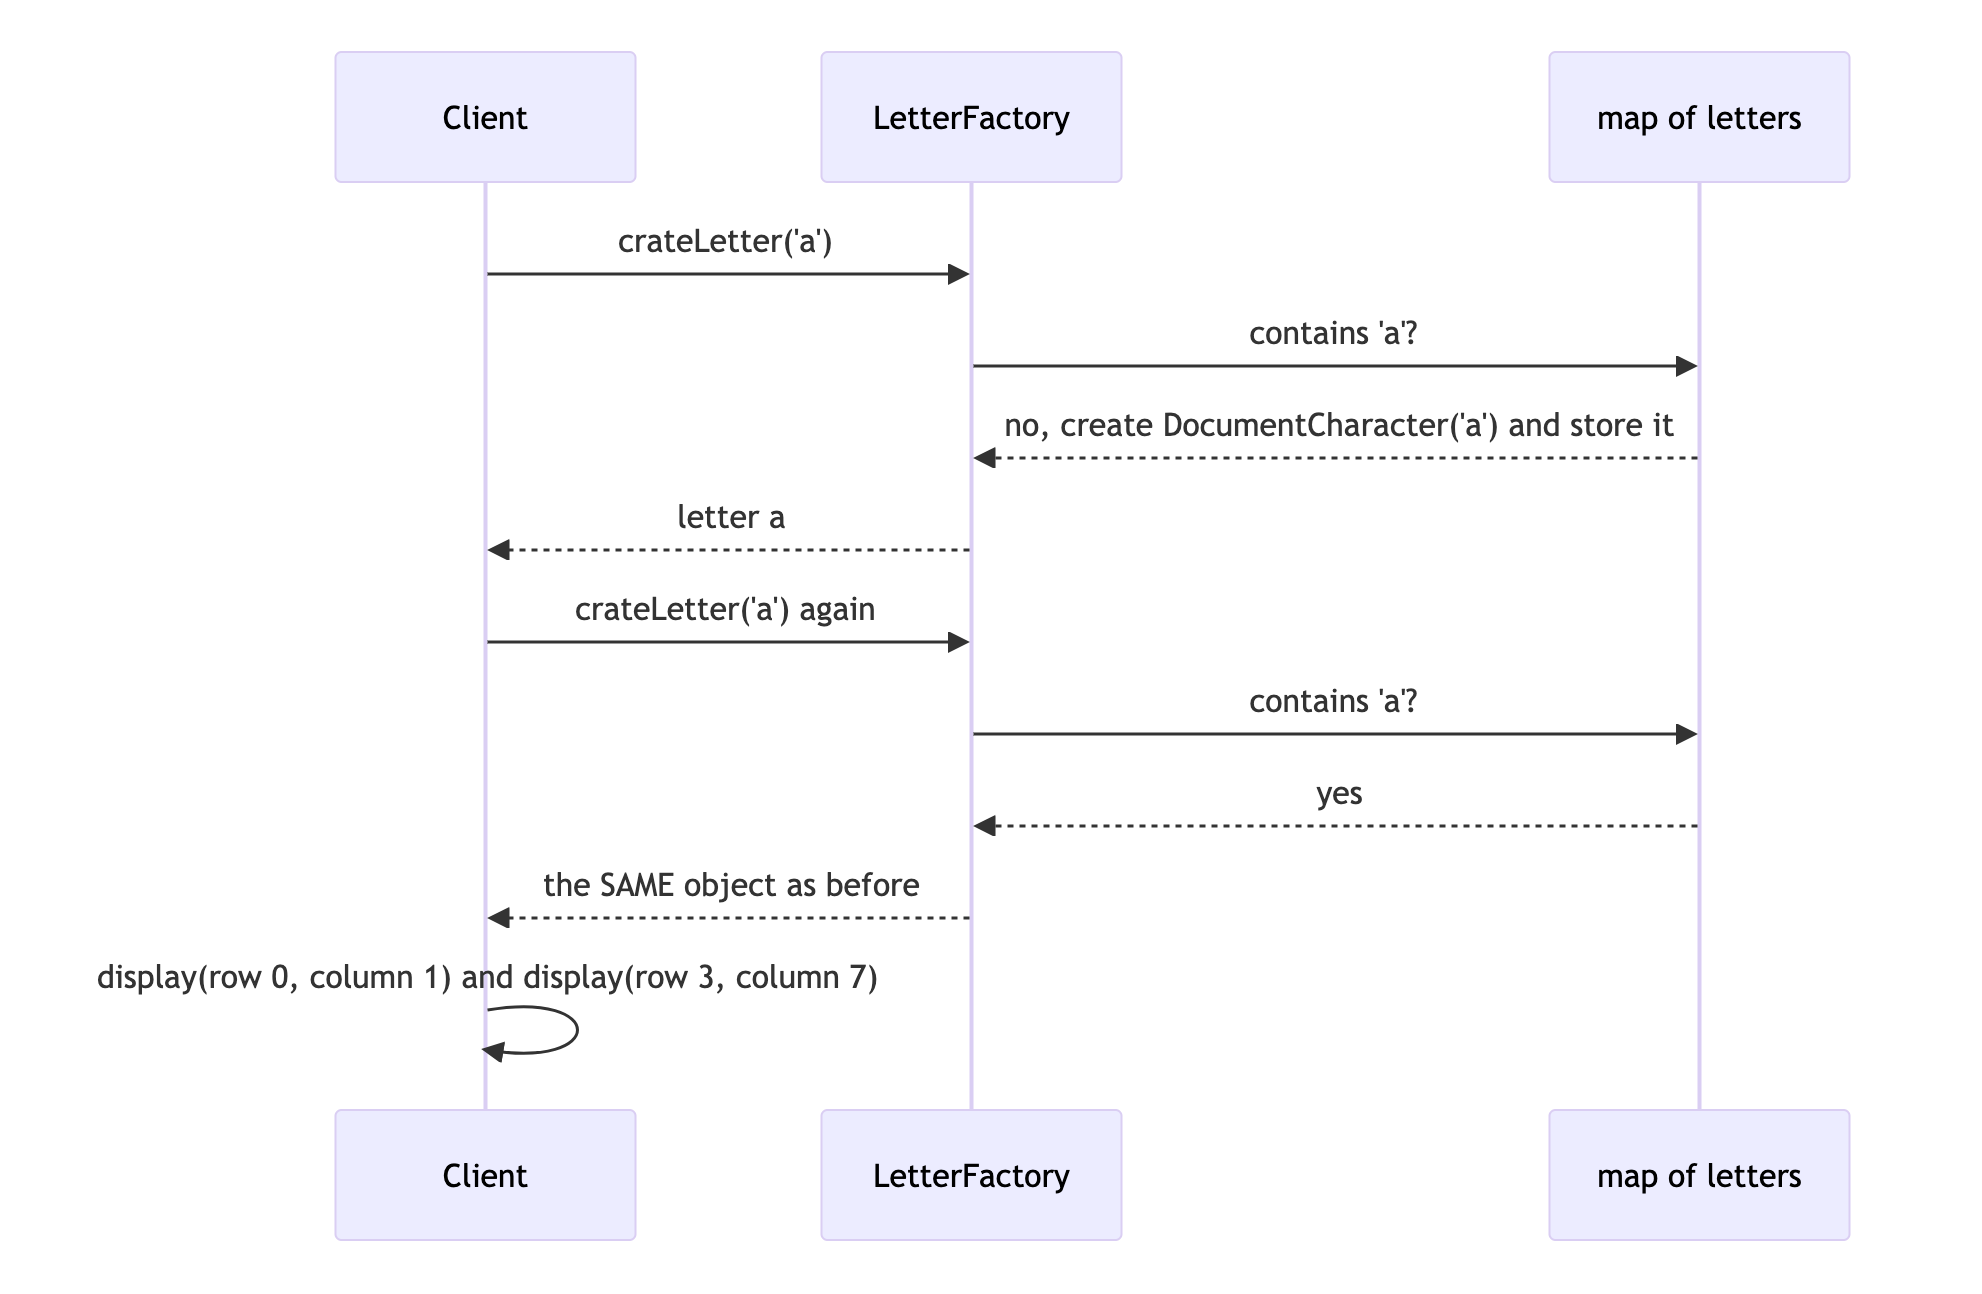 Client
LetterFactory
map of letters
crateLetter('a')
contains 'a'?
no, create DocumentCharacter('a') and store it
letter a
crateLetter('a') again
contains 'a'?
yes
the SAME object as before
display(row 0, column 1) and display(row 3, column 7)
Client
LetterFactory
map of letters